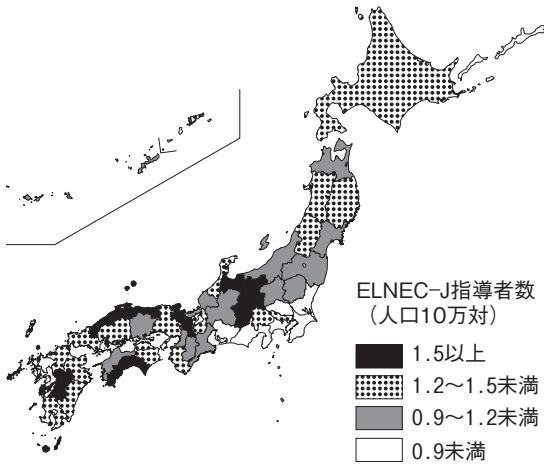 ELNEC-J指導者数
（人口10万対）
1.5以上
1.2～1.5未満
0.9～1.2未満
0.9未満